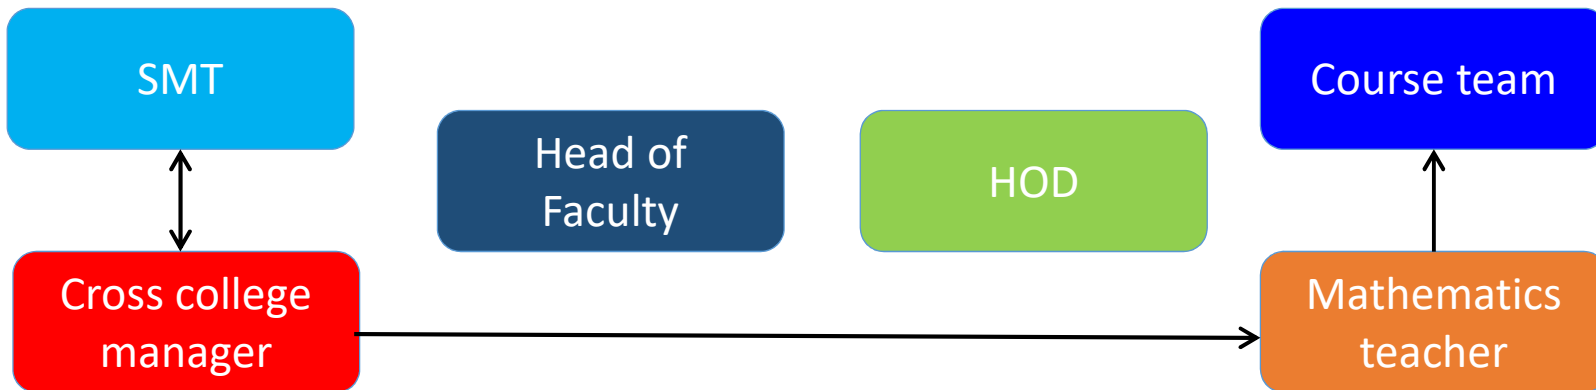 SMT
Course team
Head of
Faculty
HOD
Cross college
manager
Mathematics
teacher